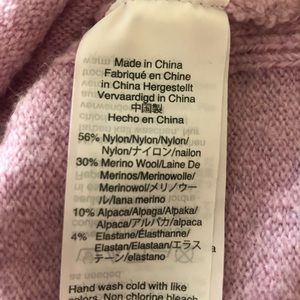 Made in China
Fabriqué en Chine
in China Hergestellt
Vervaardigd in China
中国製
Hecho en China
56% Nylon/Nylon/Nylon/
Nylon/ナイロン/nailon
30% Merino Wool/Laine De
Merinos/Merinowolle/
Merinowol/メリノウー
ル/lana merino
10% Alpaca/Alpaga/Alpaka/
Alpaca/アルパカ/alpaca
4% Elastane/Élasthanne/
Elastan/Elastaan/エラス
テーン/elastano
Hand wash cold with like
colors. Non chlorine bleach